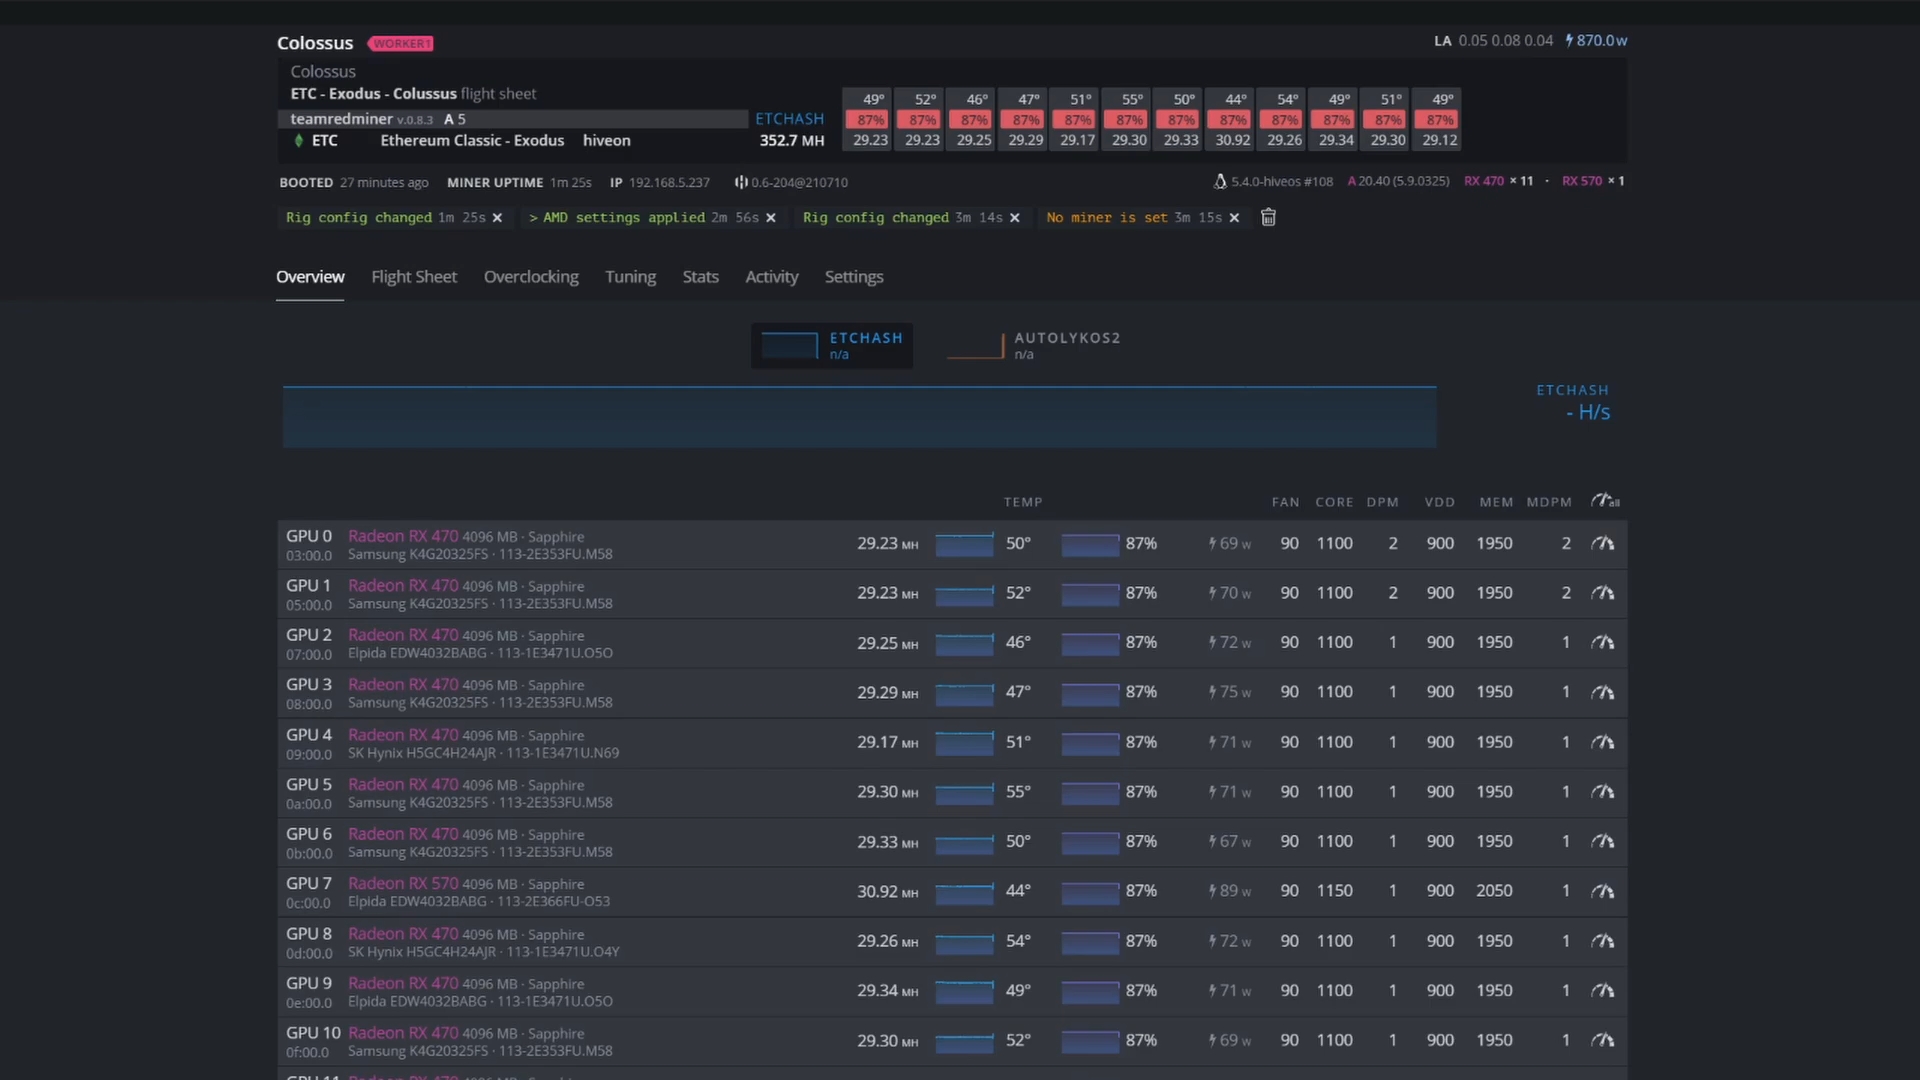 Colossus WORKER1
LA 0.05 0.08 0.04 870.0 w
Colossus
ETC - Exodus - Colussus flight sheet
teamredminer v.0.8.3 A 5 ETCHASH
ETC Ethereum Classic - Exodus hiveon 352.7 MH
49° 52° 46° 47° 51° 55° 50° 44° 54° 49° 51° 49°
87% 87% 87% 87% 87% 87% 87% 87% 87% 87% 87% 87%
29.23 29.23 29.25 29.29 29.17 29.30 29.33 30.92 29.26 29.34 29.30 29.12
BOOTED 27 minutes ago MINER UPTIME 1m 25s IP 192.168.5.237 0.6-204@210710
5.4.0-hiveos #108 A 20.40 (5.9.0325) RX 470 × 11 · RX 570 × 1
Rig config changed 1m 25s × > AMD settings applied 2m 56s × Rig config changed 3m 14s × No miner is set 3m 15s ×
Overview Flight Sheet Overclocking Tuning Stats Activity Settings
ETCHASH
n/a
AUTOLYKOS2
n/a
ETCHASH
- H/s
TEMP FAN CORE DPM VDD MEM MDPM all
GPU 0 Radeon RX 470 4096 MB · Sapphire
03:00.0 Samsung K4G20325FS · 113-2E353FU.M58
29.23 MH 50° 87% 69 w 90 1100 2 900 1950 2
GPU 1 Radeon RX 470 4096 MB · Sapphire
05:00.0 Samsung K4G20325FS · 113-2E353FU.M58
29.23 MH 52° 87% 70 w 90 1100 2 900 1950 2
GPU 2 Radeon RX 470 4096 MB · Sapphire
07:00.0 Elpida EDW4032BABG · 113-1E3471U.O5O
29.25 MH 46° 87% 72 w 90 1100 1 900 1950 1
GPU 3 Radeon RX 470 4096 MB · Sapphire
08:00.0 Samsung K4G20325FS · 113-2E353FU.M58
29.29 MH 47° 87% 75 w 90 1100 1 900 1950 1
GPU 4 Radeon RX 470 4096 MB · Sapphire
09:00.0 SK Hynix H5GC4H24AJR · 113-1E3471U.N69
29.17 MH 51° 87% 71 w 90 1100 1 900 1950 1
GPU 5 Radeon RX 470 4096 MB · Sapphire
0a:00.0 Samsung K4G20325FS · 113-2E353FU.M58
29.30 MH 55° 87% 71 w 90 1100 1 900 1950 1
GPU 6 Radeon RX 470 4096 MB · Sapphire
0b:00.0 Samsung K4G20325FS · 113-2E353FU.M58
29.33 MH 50° 87% 67 w 90 1100 1 900 1950 1
GPU 7 Radeon RX 570 4096 MB · Sapphire
0c:00.0 Elpida EDW4032BABG · 113-2E366FU-O53
30.92 MH 44° 87% 89 w 90 1150 1 900 2050 1
GPU 8 Radeon RX 470 4096 MB · Sapphire
0d:00.0 SK Hynix H5GC4H24AJR · 113-1E3471U.O4Y
29.26 MH 54° 87% 72 w 90 1100 1 900 1950 1
GPU 9 Radeon RX 470 4096 MB · Sapphire
0e:00.0 Elpida EDW4032BABG · 113-1E3471U.O5O
29.34 MH 49° 87% 71 w 90 1100 1 900 1950 1
GPU 10 Radeon RX 470 4096 MB · Sapphire
0f:00.0 Samsung K4G20325FS · 113-2E353FU.M58
29.30 MH 52° 87% 69 w 90 1100 1 900 1950 1
GPU 11 Radeon RX 470 4096 MB · Sapphire